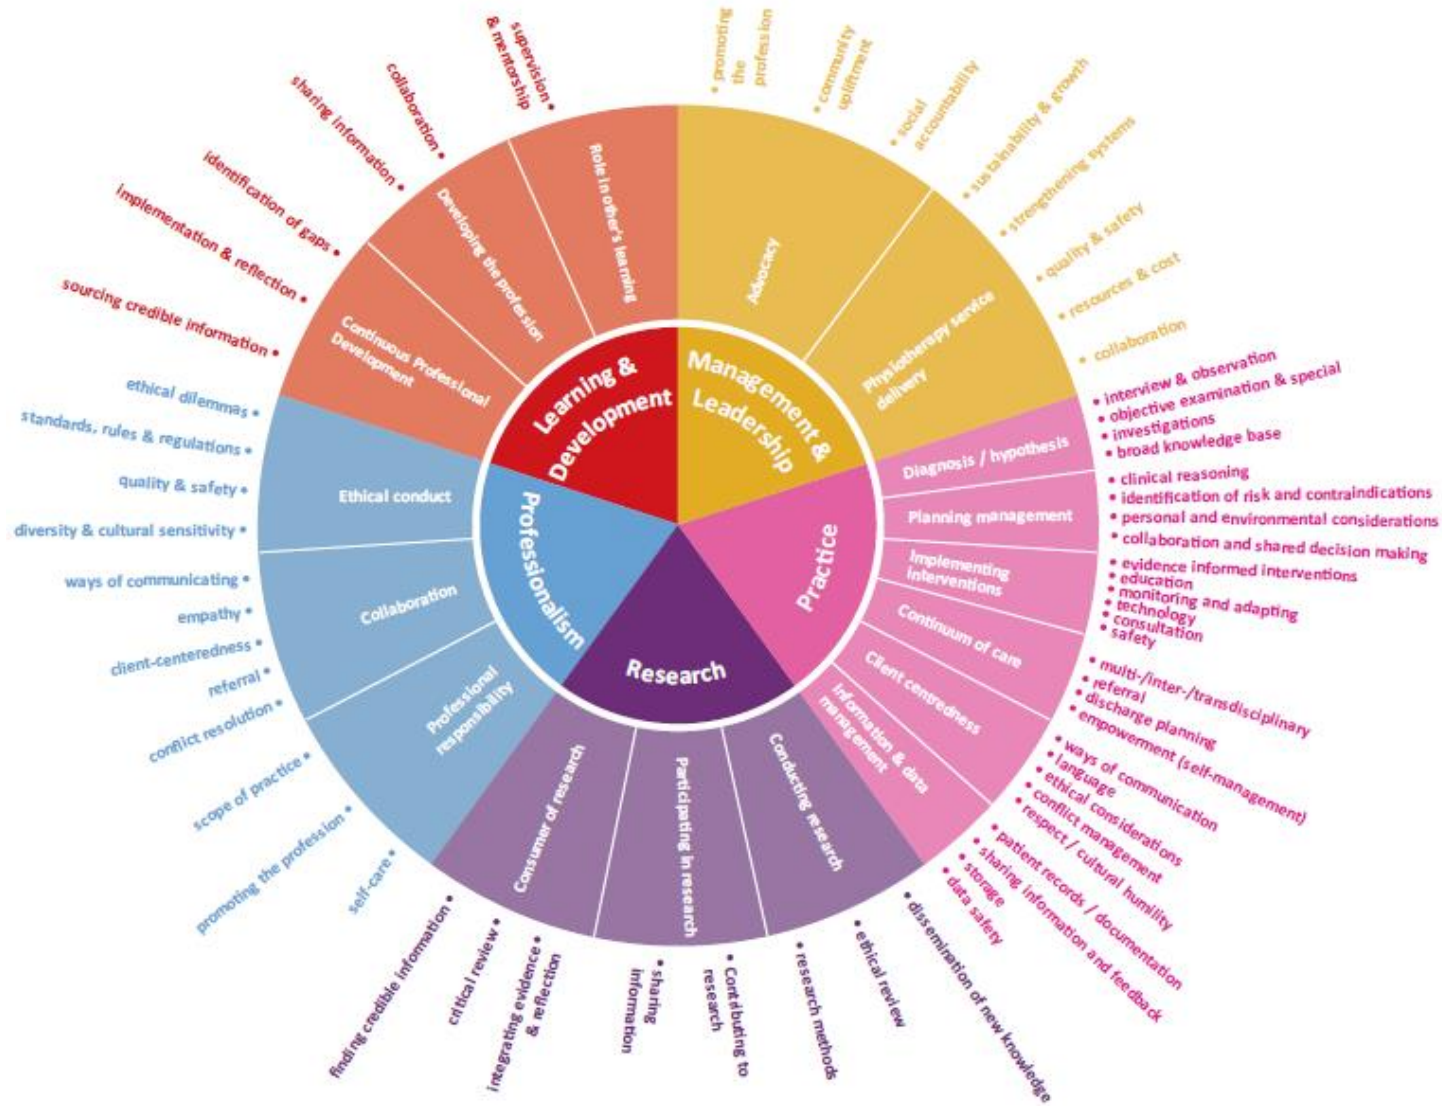 Management &
Leadership
Advocacy
• promoting
the
profession
• community
upliftment
• social
accountability
Physiotherapy service
delivery
• sustainability & growth
• strengthening systems
• quality & safety
• resources & cost
• collaboration
Practice
Diagnosis / hypothesis
• interview & observation
• objective examination & special
• investigations
• broad knowledge base
Planning management
• clinical reasoning
• identification of risk and contraindications
• personal and environmental considerations
• collaboration and shared decision making
Implementing
interventions
• evidence informed interventions
• education
• monitoring and adapting
• technology
• consultation
• safety
Continuum of care
• multi-/inter-/transdisciplinary
• referral
• discharge planning
• empowerment (self-management)
Client centredness
• ways of communication
• language
• ethical considerations
• conflict management
• respect / cultural humility
Information & data
management
• patient records / documentation
• sharing information and feedback
• storage
• data safety
Research
Conducting research
• dissemination of new knowledge
• ethical review
• research methods
Participating in research
• Contributing to
research
• sharing
information
Consumer of research
integrating evidence •
& reflection
critical review •
finding credible information •
Professionalism
Professional
responsibility
self-care •
promoting the profession •
scope of practice •
Collaboration
conflict resolution •
referral •
client-centeredness •
empathy •
ways of communicating •
Ethical conduct
diversity & cultural sensitivity •
quality & safety •
standards, rules & regulations •
ethical dilemmas •
Learning &
Development
Continuous Professional
Development
sourcing credible information •
implementation & reflection •
identification of gaps •
Developing the profession
sharing information •
collaboration •
Role in other's learning
supervision •
& mentorship